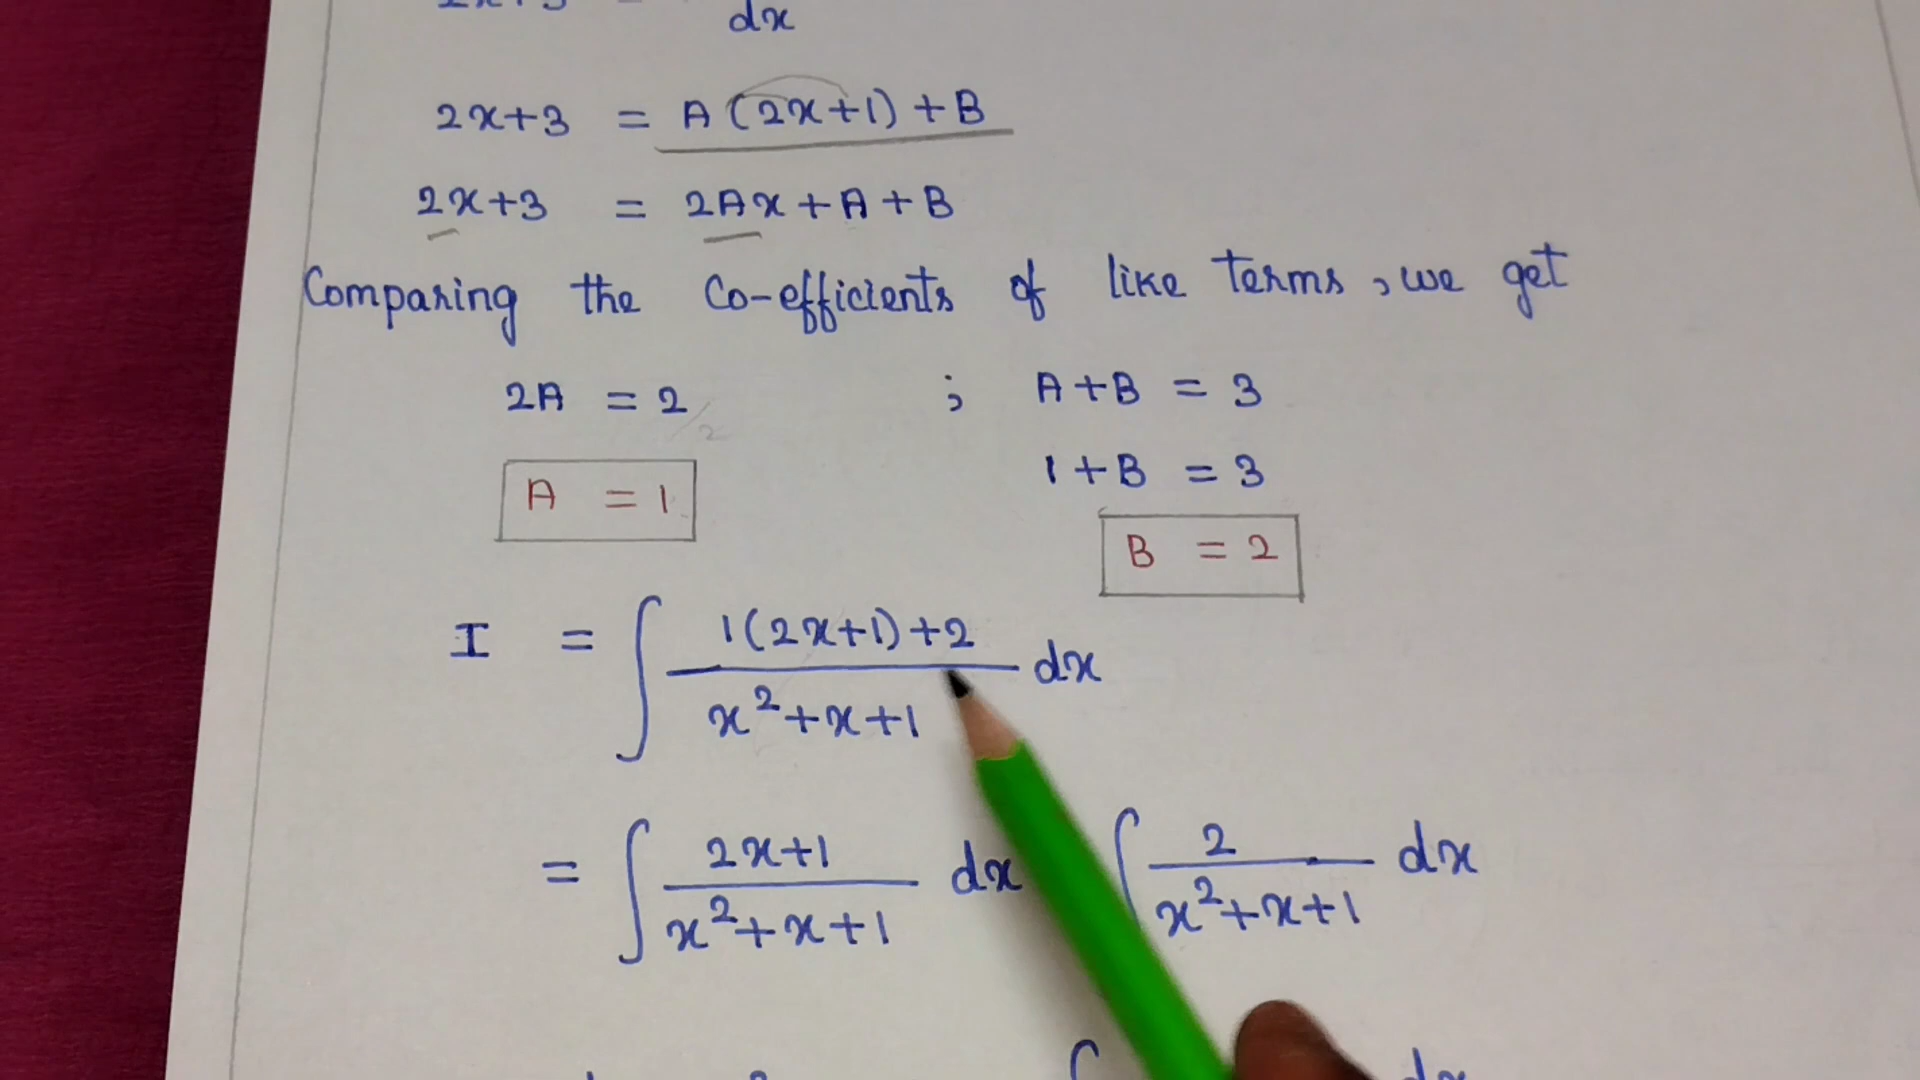 dx
2x+3 = A(2x+1)+B
2x+3 = 2Ax+A+B
Comparing the Co-efficients of like terms, we get
2A = 2 ; A+B = 3
2
1+B = 3
A = 1
B = 2
I = ∫ 1(2x+1)+2 / x²+x+1 dx
= ∫ 2x+1 / x²+x+1 dx ∫ 2 / x²+x+1 dx
∫ dx